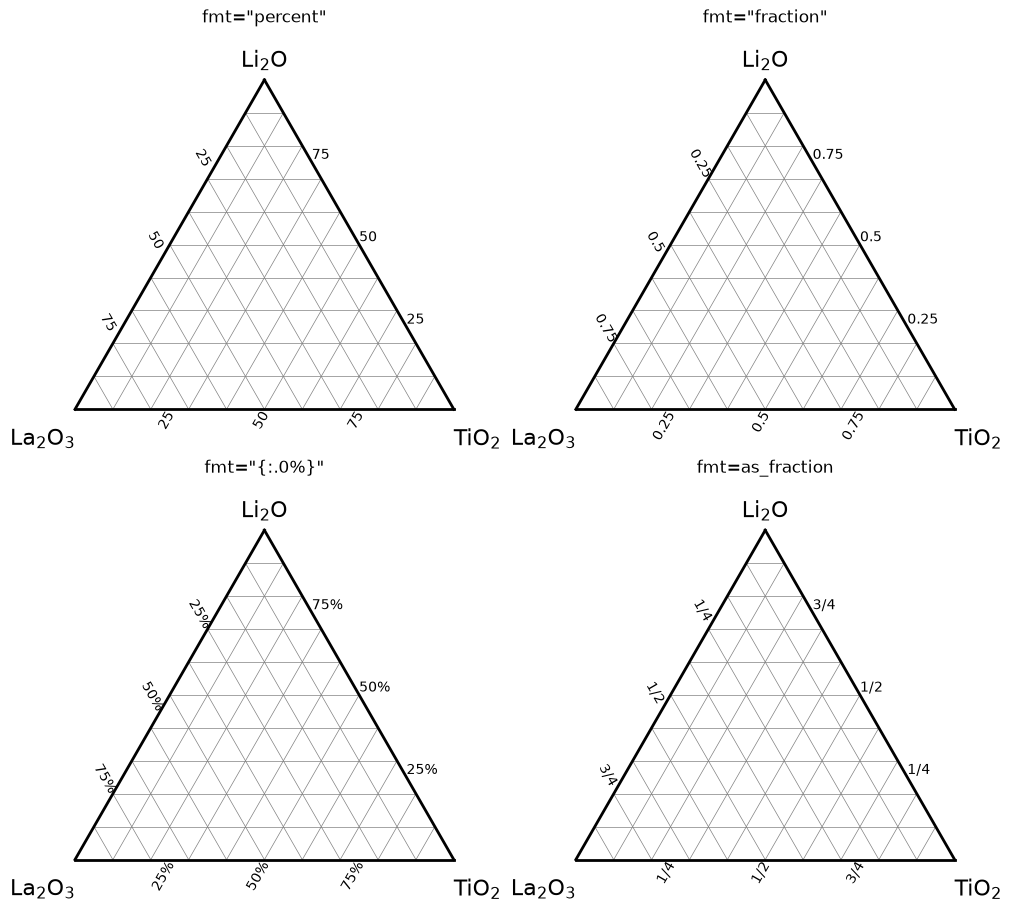 fmt="percent"
Li₂O
25
75
50
50
75
25
25
50
75
La₂O₃
TiO₂
fmt="fraction"
Li₂O
0.25
0.75
0.5
0.5
0.75
0.25
0.25
0.5
0.75
La₂O₃
TiO₂
fmt="{:.0%}"
Li₂O
25%
75%
50%
50%
75%
25%
25%
50%
75%
La₂O₃
TiO₂
fmt=as_fraction
Li₂O
1/4
3/4
1/2
1/2
3/4
1/4
1/4
1/2
3/4
La₂O₃
TiO₂